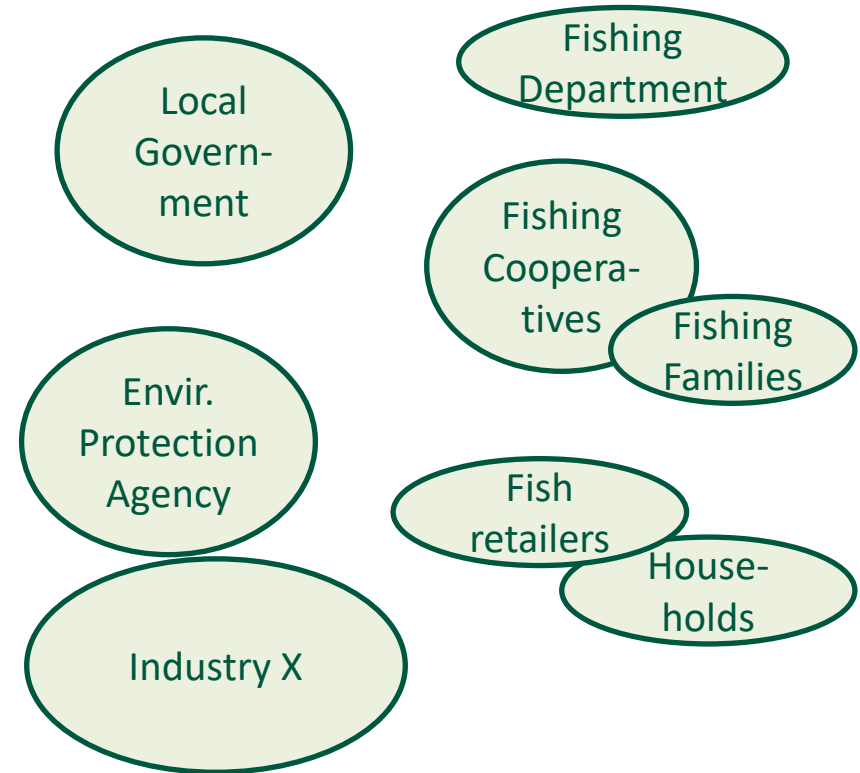 Local
Govern-
ment
Fishing
Department
Fishing
Coopera-
tives
Fishing
Families
Envir.
Protection
Agency
Fish
retailers
House-
holds
Industry X